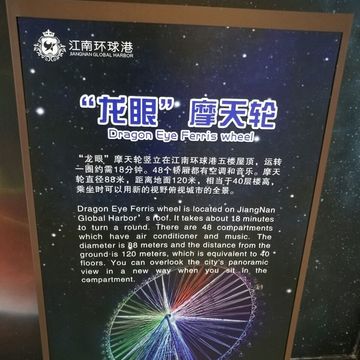 江南环球港
JIANGNAN GLOBAL HARBOR
“龙眼”摩天轮
Dragon Eye Ferris wheel
“龙眼”摩天轮竖立在江南环球港五楼屋顶，运转
一圈约需18分钟。48个轿厢都有空调和音乐。摩天
轮直径88米，距离地面120米，相当于40层楼高，
乘坐时可以用新的视野俯视城市的全景。
Dragon Eye Ferris wheel is located on JiangNan
Global Harbor's roof. It takes about 18 minutes
to turn a round. There are 48 compartments
which have air conditioner and music. The
diameter is 88 meters and the distance from the
ground is 120 meters, which is equivalent to 40
floors. You can overlook the city's panoramic
view in a new way when you sit in the
compartment.